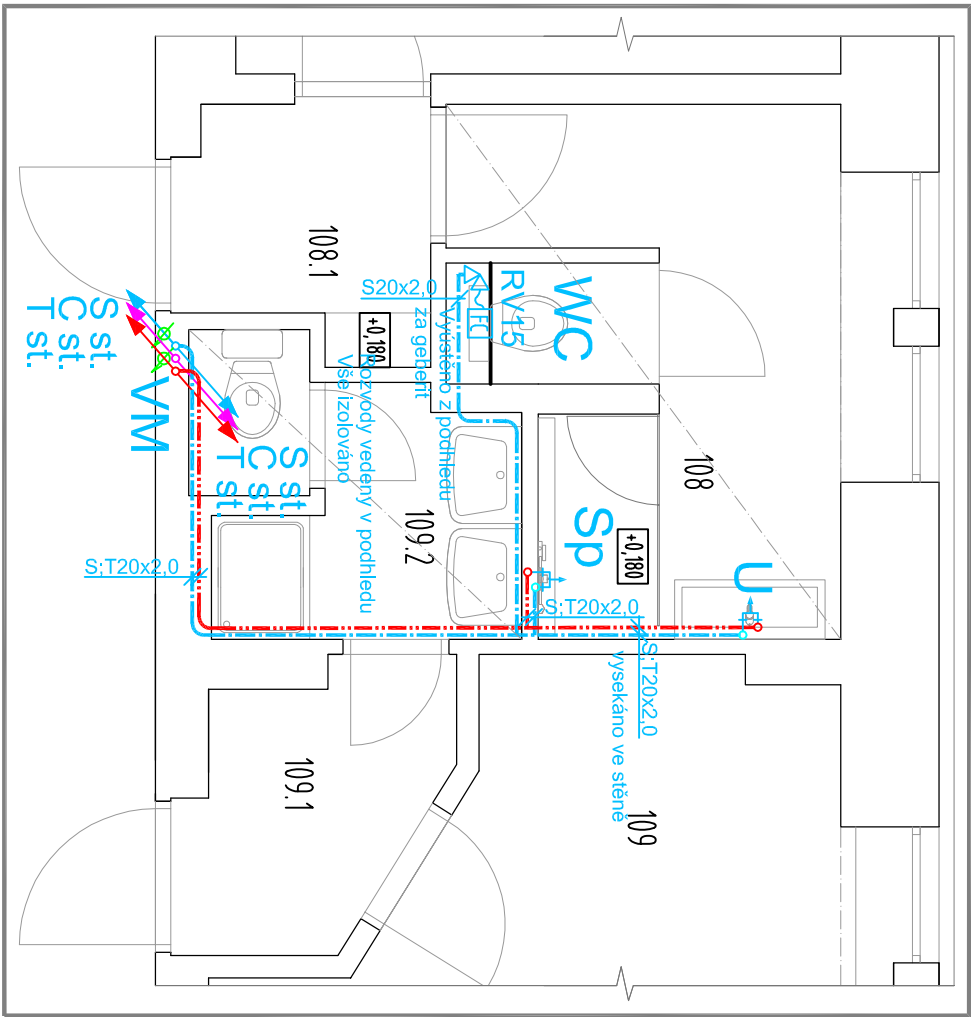 108.1
S20x2,0
+0,180
RV15
EC
WC
Vyústěno z podhledu
za geberit
Rozvody vedeny v podhledu
Vše izolováno
S st.
C st.
T st.
VM
S st.
C st.
T st.
109.2
108
Sp
+0,180
U
S;T20x2,0
S;T20x2,0
S;T20x2,0
vysekáno ve stěně
109.1
109